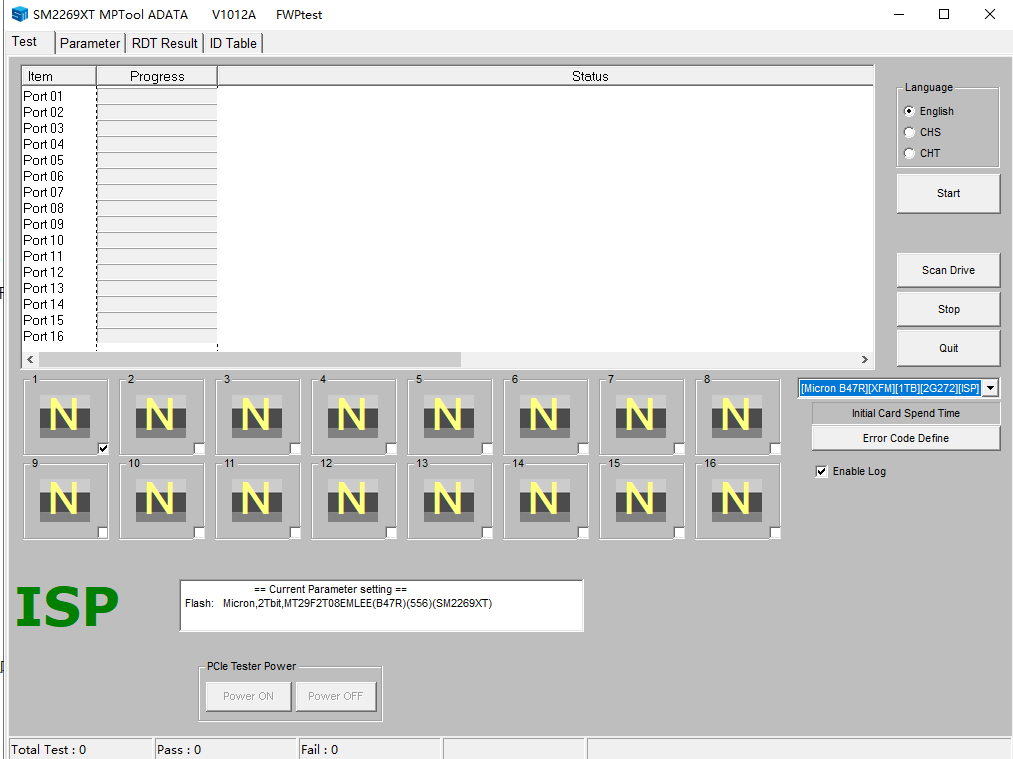 SM2269XT MPTool ADATA V1012A FWPtest
Test Parameter RDT Result ID Table
Item Progress Status
Port 01
Port 02
Port 03
Port 04
Port 05
Port 06
Port 07
Port 08
Port 09
Port 10
Port 11
Port 12
Port 13
Port 14
Port 15
Port 16
Language
English
CHS
CHT
Start
Scan Drive
Stop
Quit
1 2 3 4 5 6 7 8
N N N N N N N N
9 10 11 12 13 14 15 16
N N N N N N N N
[Micron B47R][XFM][1TB][2G272][ISP]
Initial Card Spend Time
Error Code Define
Enable Log
ISP
== Current Parameter setting ==
Flash: Micron,2Tbit,MT29F2T08EMLEE(B47R)(556)(SM2269XT)
PCIe Tester Power
Power ON Power OFF
Total Test : 0 Pass : 0 Fail : 0